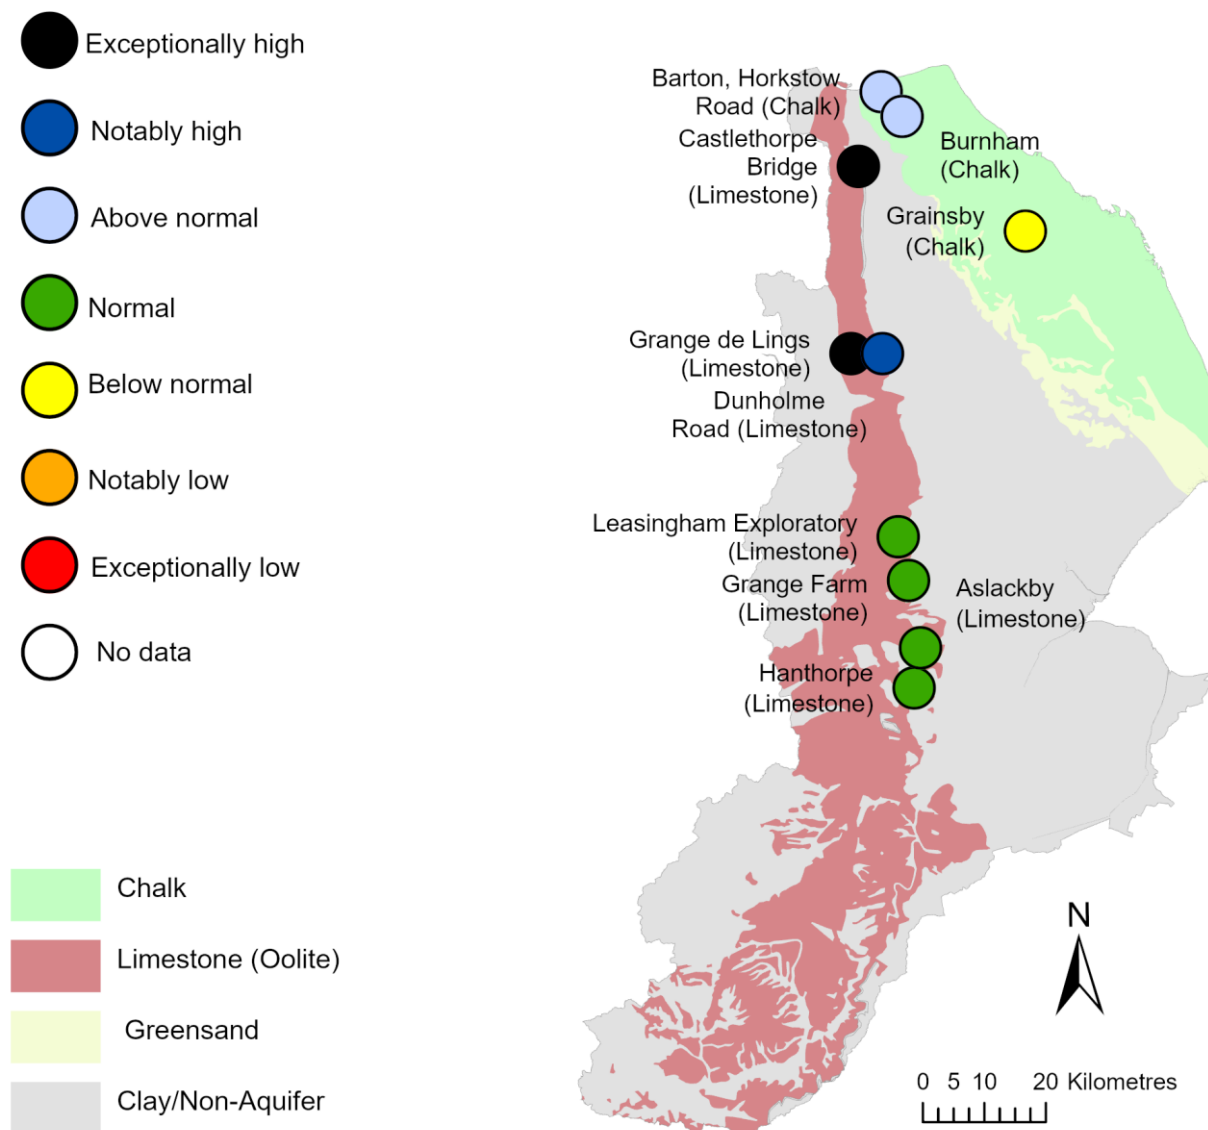 Exceptionally high
Notably high
Above normal
Normal
Below normal
Notably low
Exceptionally low
No data
Chalk
Limestone (Oolite)
Greensand
Clay/Non-Aquifer
Barton, Horkstow
Road (Chalk)
Castlethorpe
Bridge
(Limestone)
Burnham
(Chalk)
Grainsby
(Chalk)
Grange de Lings
(Limestone)
Dunholme
Road (Limestone)
Leasingham Exploratory
(Limestone)
Grange Farm
(Limestone)
Aslackby
(Limestone)
Hanthorpe
(Limestone)
N
0 5 10 20 Kilometres